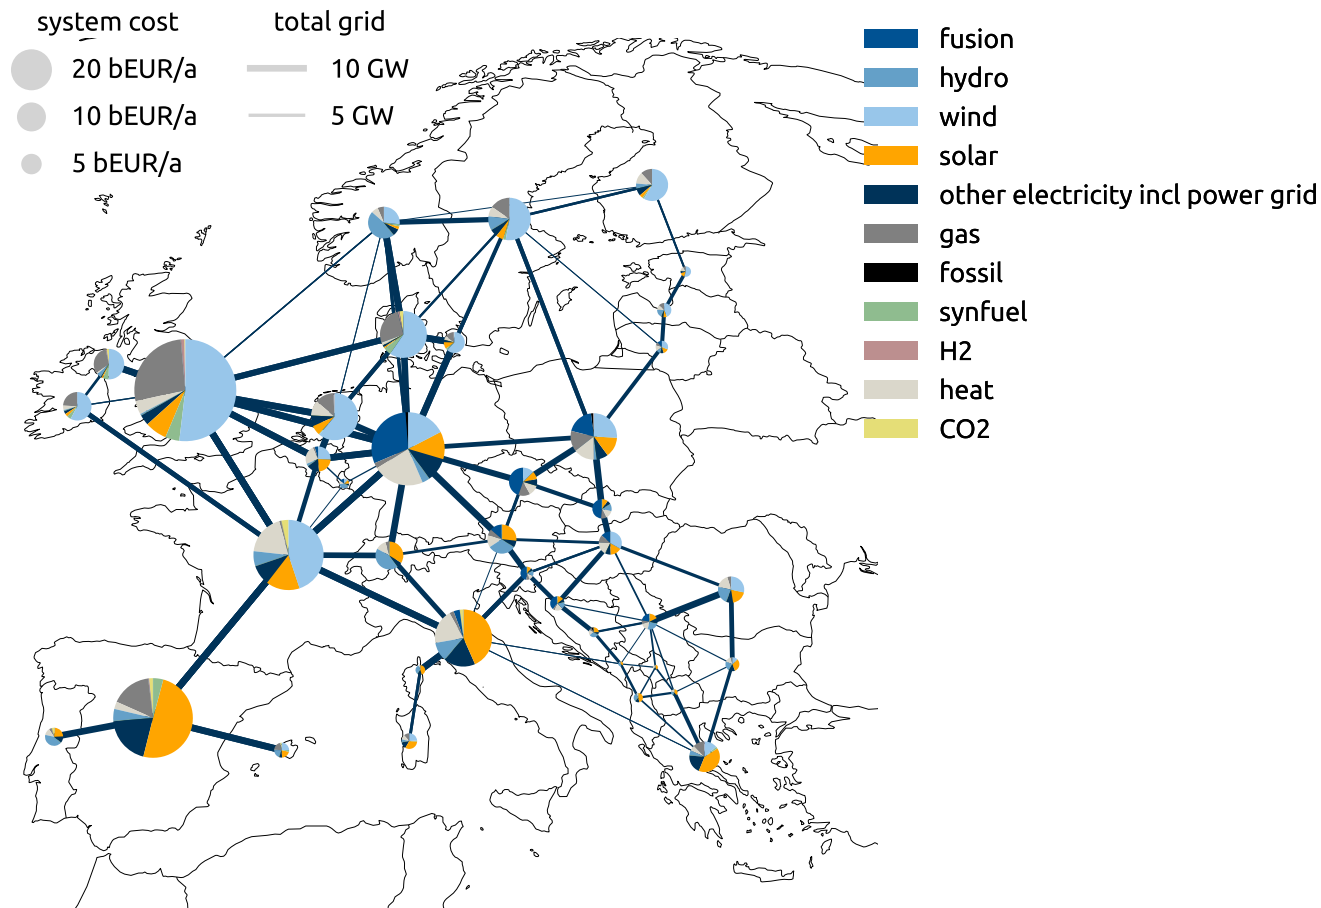 system cost
20 bEUR/a
10 bEUR/a
5 bEUR/a
total grid
10 GW
5 GW
fusion
hydro
wind
solar
other electricity incl power grid
gas
fossil
synfuel
H2
heat
CO2